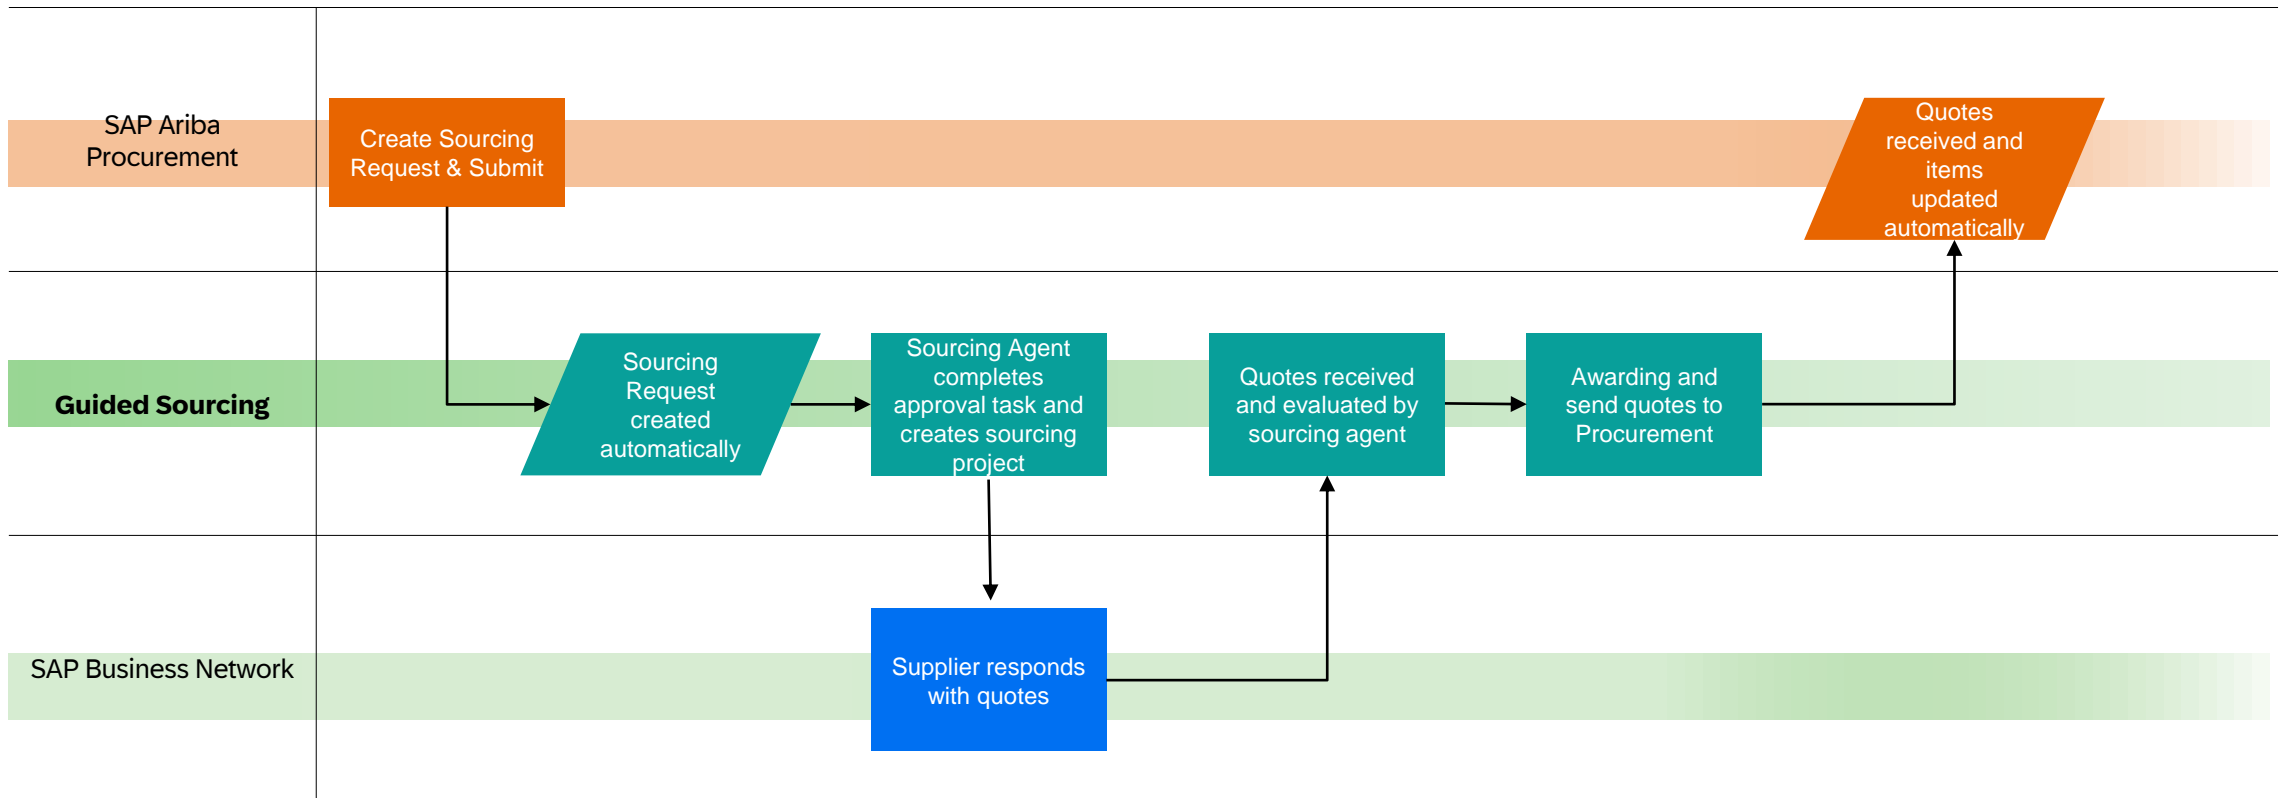 SAP Ariba
Procurement
Create Sourcing
Request & Submit
Quotes
received and
items
updated
automatically
Guided Sourcing
Sourcing
Request
created
automatically
Sourcing Agent
completes
approval task and
creates sourcing
project
Quotes received
and evaluated by
sourcing agent
Awarding and
send quotes to
Procurement
SAP Business Network
Supplier responds
with quotes